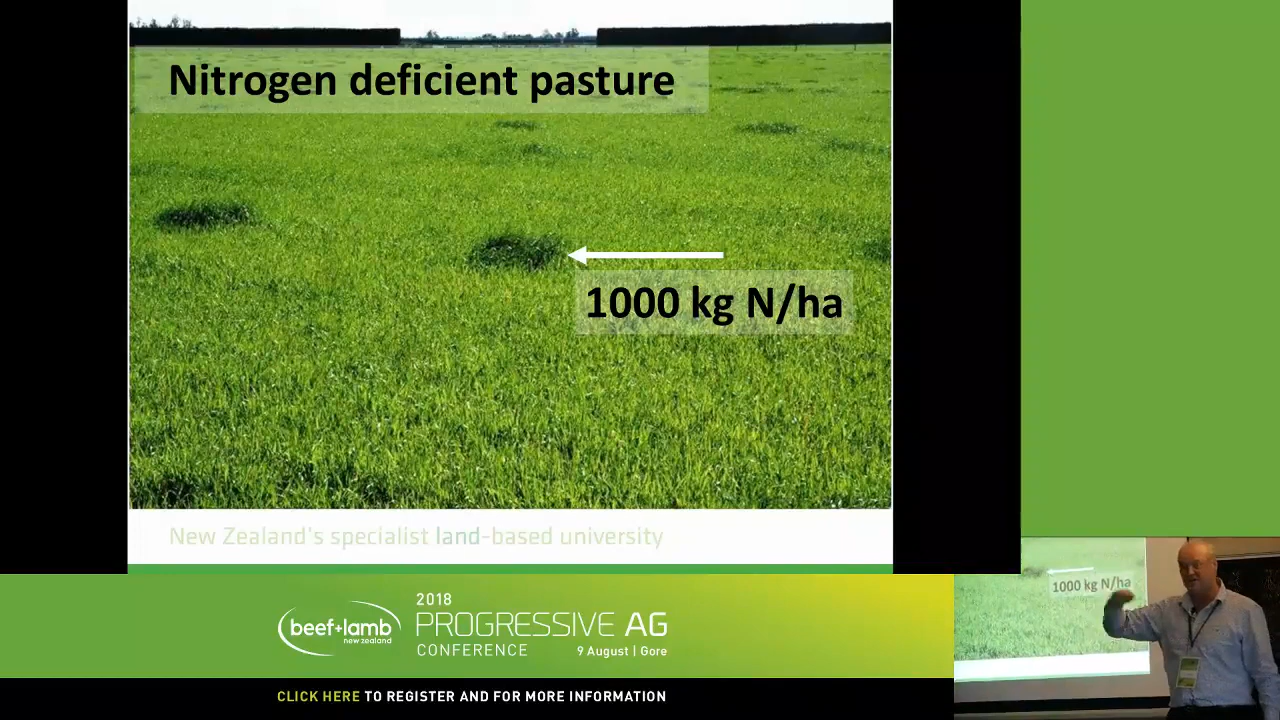 Nitrogen deficient pasture
1000 kg N/ha
New Zealand's specialist land-based university
1000 kg N/ha
beef+lamb
new zealand
2018
PROGRESSIVE AG
CONFERENCE
9 August | Gore
CLICK HERE TO REGISTER AND FOR MORE INFORMATION